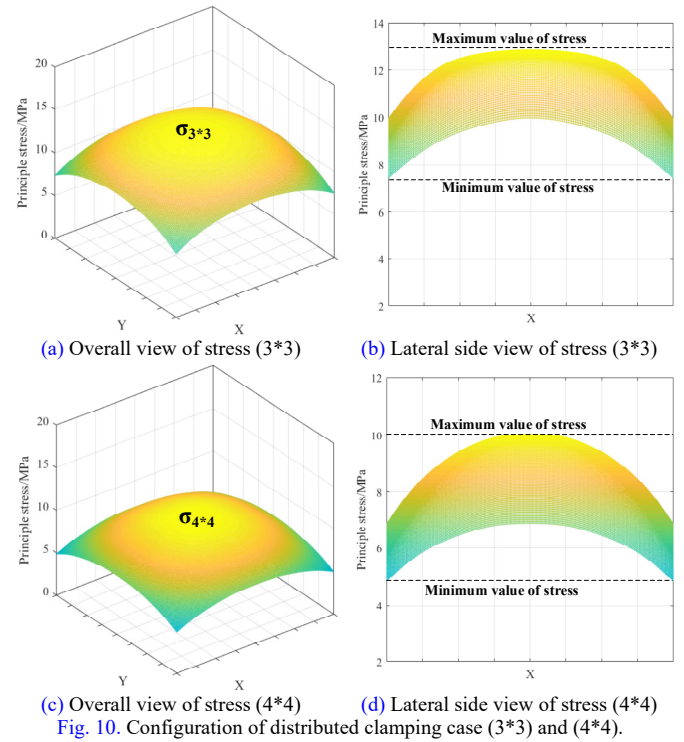 20
15
10
5
0
Principle stress/MPa
σ3*3
Y
X
14
12
10
8
6
4
2
Principle stress/MPa
Maximum value of stress
Minimum value of stress
X
(a) Overall view of stress (3*3)
(b) Lateral side view of stress (3*3)
20
15
10
5
0
Principle stress/MPa
σ4*4
Y
X
12
10
8
6
4
2
Principle stress/MPa
Maximum value of stress
Minimum value of stress
X
(c) Overall view of stress (4*4)
(d) Lateral side view of stress (4*4)
Fig. 10. Configuration of distributed clamping case (3*3) and (4*4).